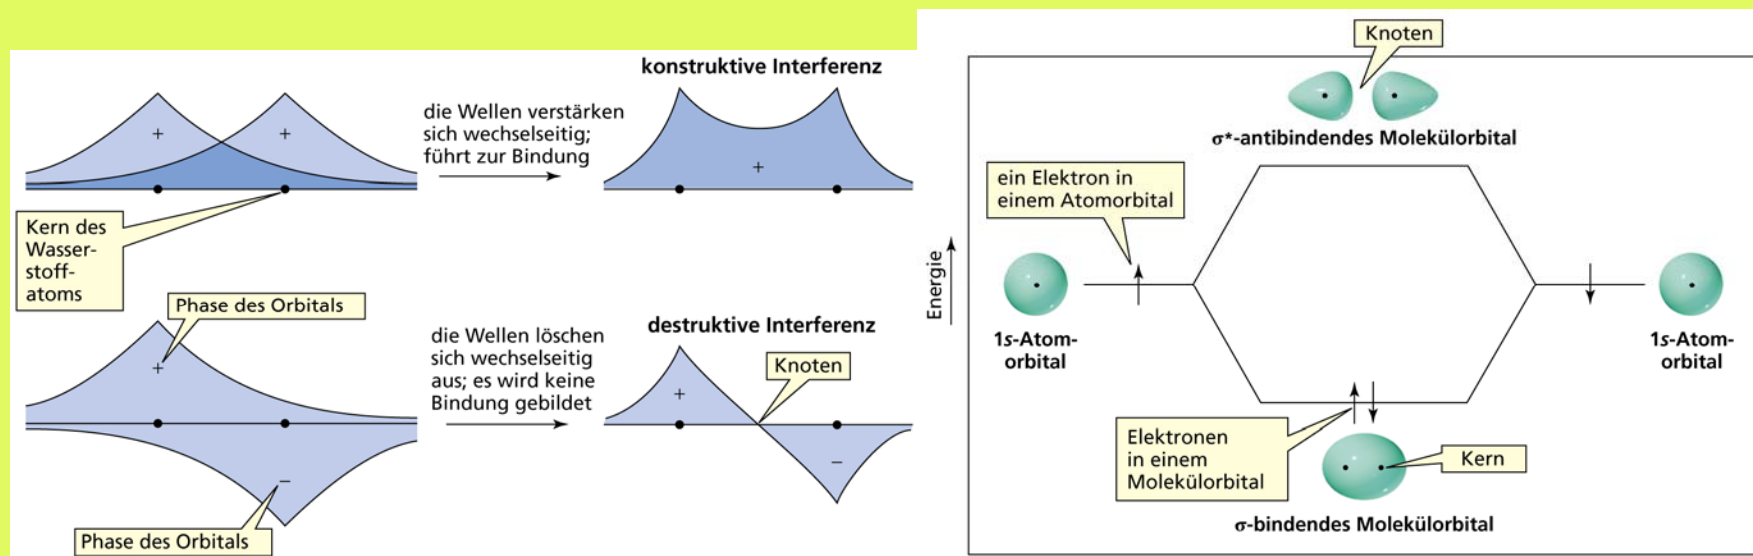 konstruktive Interferenz
die Wellen verstärken
sich wechselseitig;
führt zur Bindung
+
+
+
Kern des
Wasser-
stoff-
atoms
Phase des Orbitals
+
−
Phase des Orbitals
die Wellen löschen
sich wechselseitig
aus; es wird keine
Bindung gebildet
destruktive Interferenz
Knoten
+
−
Knoten
σ*-antibindendes Molekülorbital
ein Elektron in
einem Atomorbital
Energie
1s-Atom-
orbital
1s-Atom-
orbital
Elektronen
in einem
Molekülorbital
Kern
σ-bindendes Molekülorbital